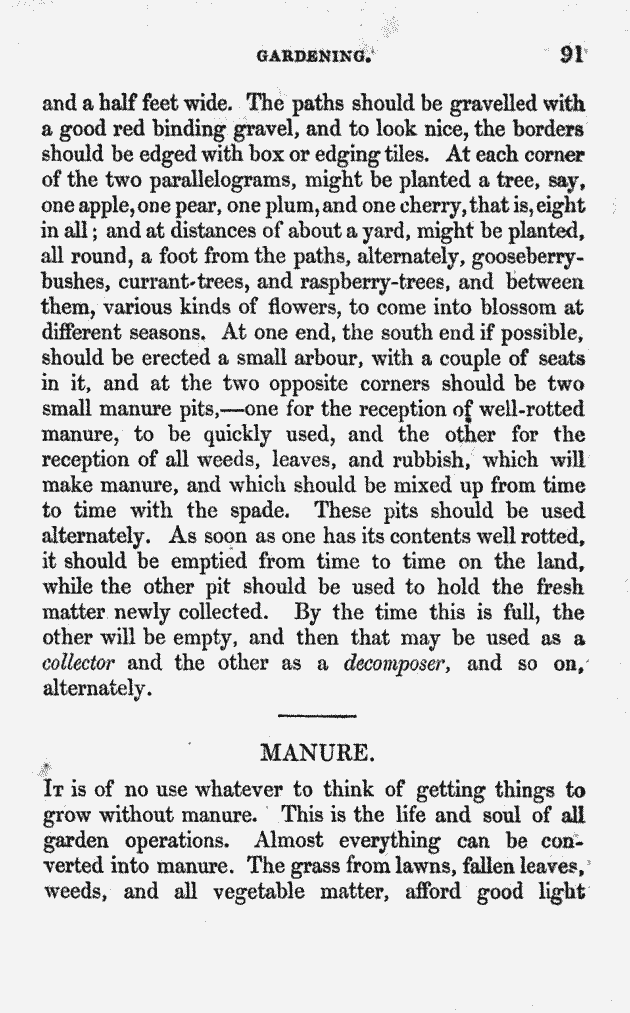 GARDENING. 91
and a half feet wide. The paths should be gravelled with
a good red binding gravel, and to look nice, the borders
should be edged with box or edging tiles. At each corner
of the two parallelograms, might be planted a tree, say,
one apple, one pear, one plum, and one cherry, that is, eight
in all; and at distances of about a yard, might be planted,
all round, a foot from the paths, alternately, gooseberry-
bushes, currant-trees, and raspberry-trees, and between
them, various kinds of flowers, to come into blossom at
different seasons. At one end, the south end if possible,
should be erected a small arbour, with a couple of seats
in it, and at the two opposite corners should be two
small manure pits,—one for the reception of well-rotted
manure, to be quickly used, and the other for the
reception of all weeds, leaves, and rubbish, which will
make manure, and which should be mixed up from time
to time with the spade. These pits should be used
alternately. As soon as one has its contents well rotted,
it should be emptied from time to time on the land,
while the other pit should be used to hold the fresh
matter newly collected. By the time this is full, the
other will be empty, and then that may be used as a
collector and the other as a decomposer, and so on,
alternately.
MANURE.
IT is of no use whatever to think of getting things to
grow without manure. This is the life and soul of all
garden operations. Almost everything can be con-
verted into manure. The grass from lawns, fallen leaves,
weeds, and all vegetable matter, afford good light